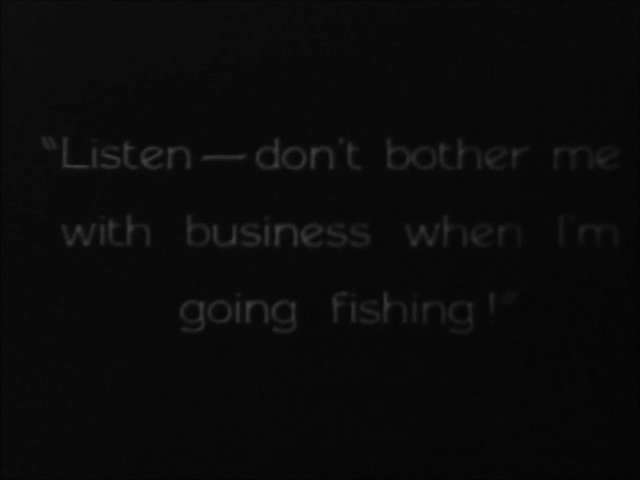 "Listen — don't bother me
with business when I'm
going fishing!"